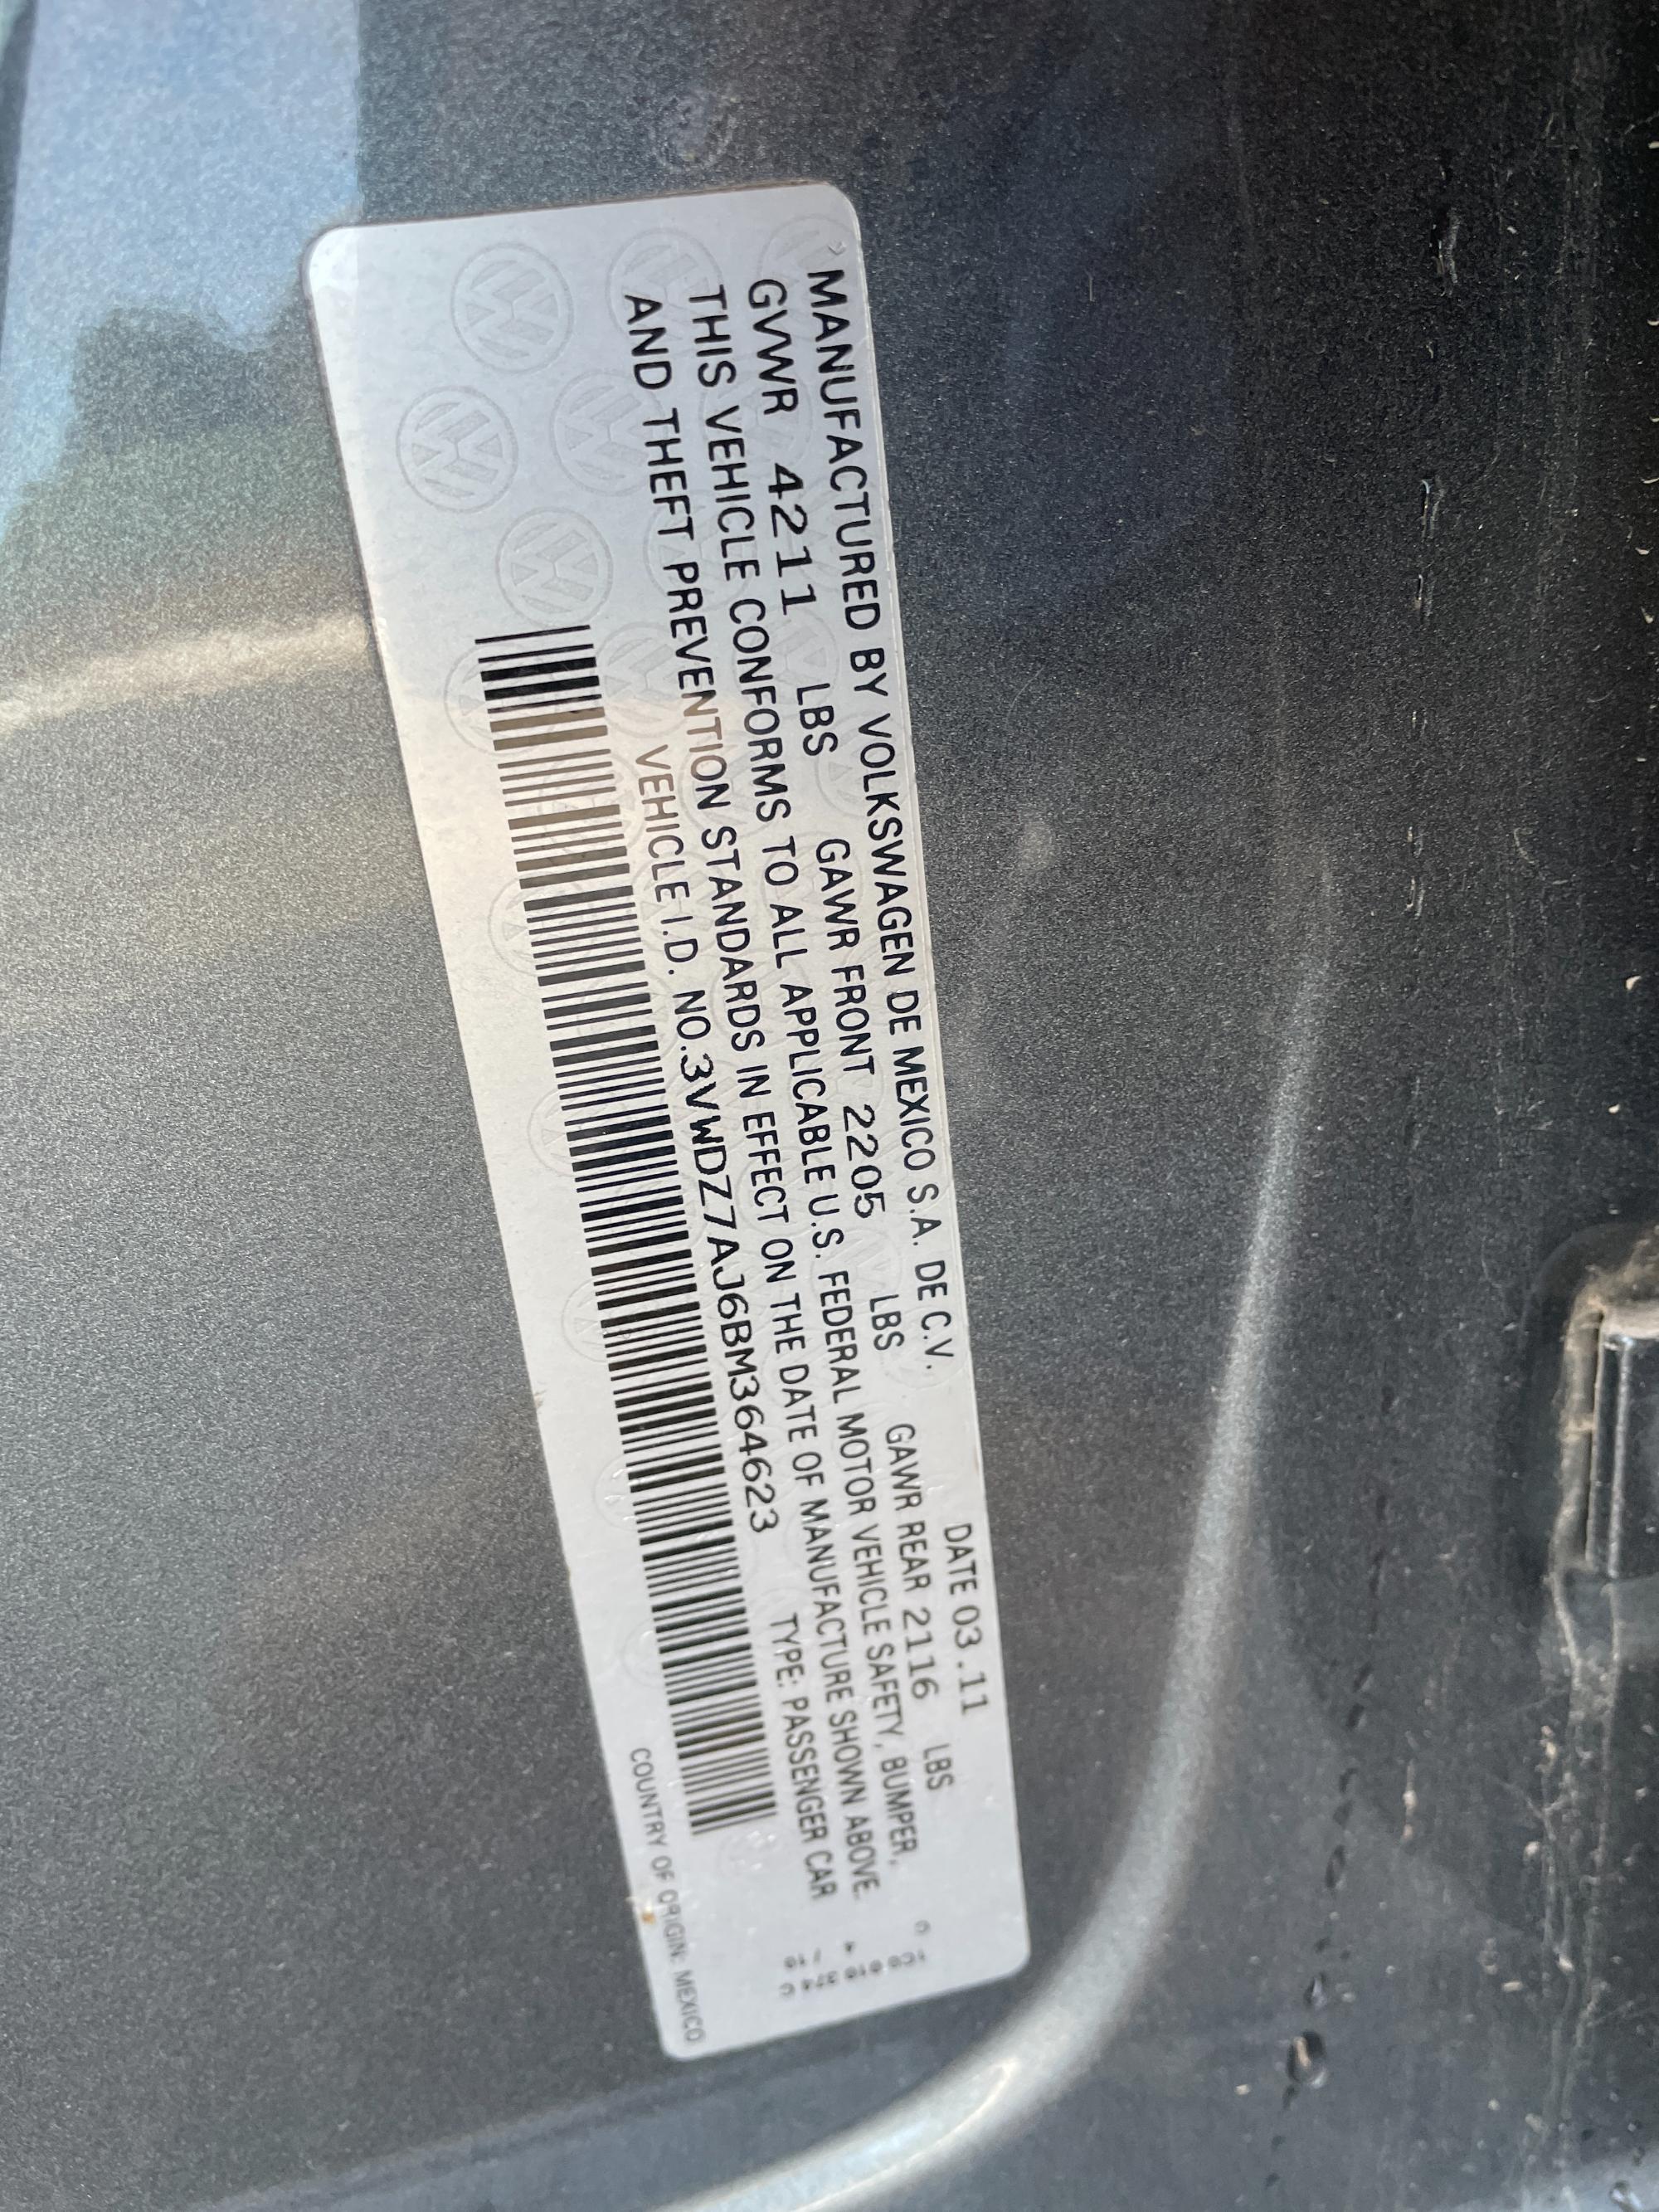 MANUFACTURED BY VOLKSWAGEN DE MEXICO S.A. DE C.V. DATE 03.11
GVWR 4211 LBS GAWR FRONT 2205 LBS GAWR REAR 2116 LBS
THIS VEHICLE CONFORMS TO ALL APPLICABLE U.S. FEDERAL MOTOR VEHICLE SAFETY, BUMPER,
AND THEFT PREVENTION STANDARDS IN EFFECT ON THE DATE OF MANUFACTURE SHOWN ABOVE.
VEHICLE I.D. NO.3VWDZ7AJ6BM364623 TYPE: PASSENGER CAR
COUNTRY OF ORIGIN: MEXICO